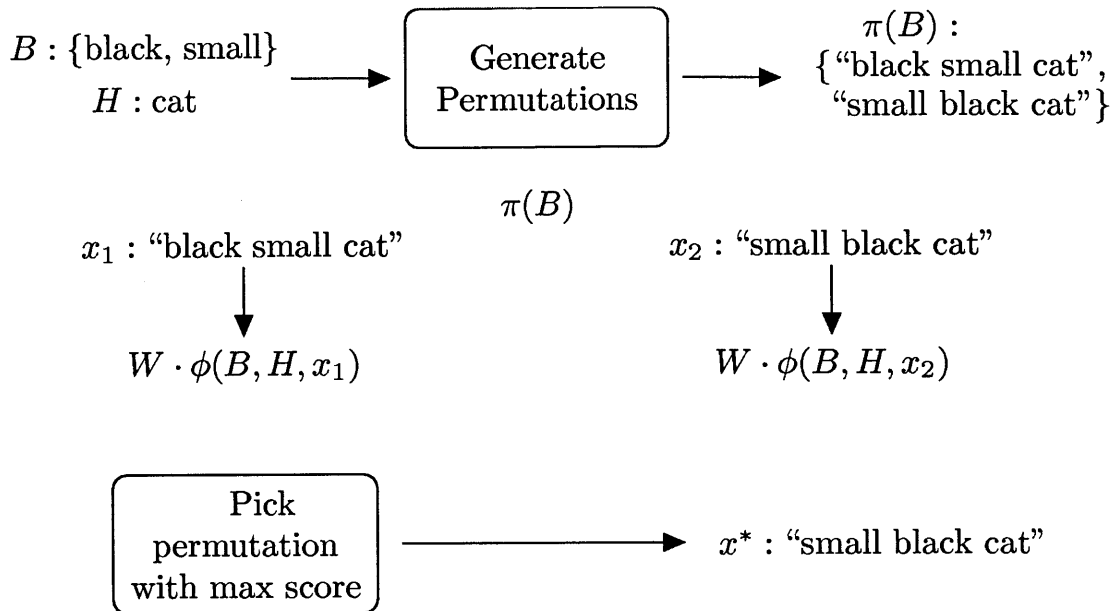 B : {black, small}
H : cat
Generate
Permutations
π(B) :
{“black small cat”,
“small black cat”}
π(B)
x₁ : “black small cat”
x₂ : “small black cat”
W · ϕ(B, H, x₁)
W · ϕ(B, H, x₂)
Pick
permutation
with max score
x* : “small black cat”